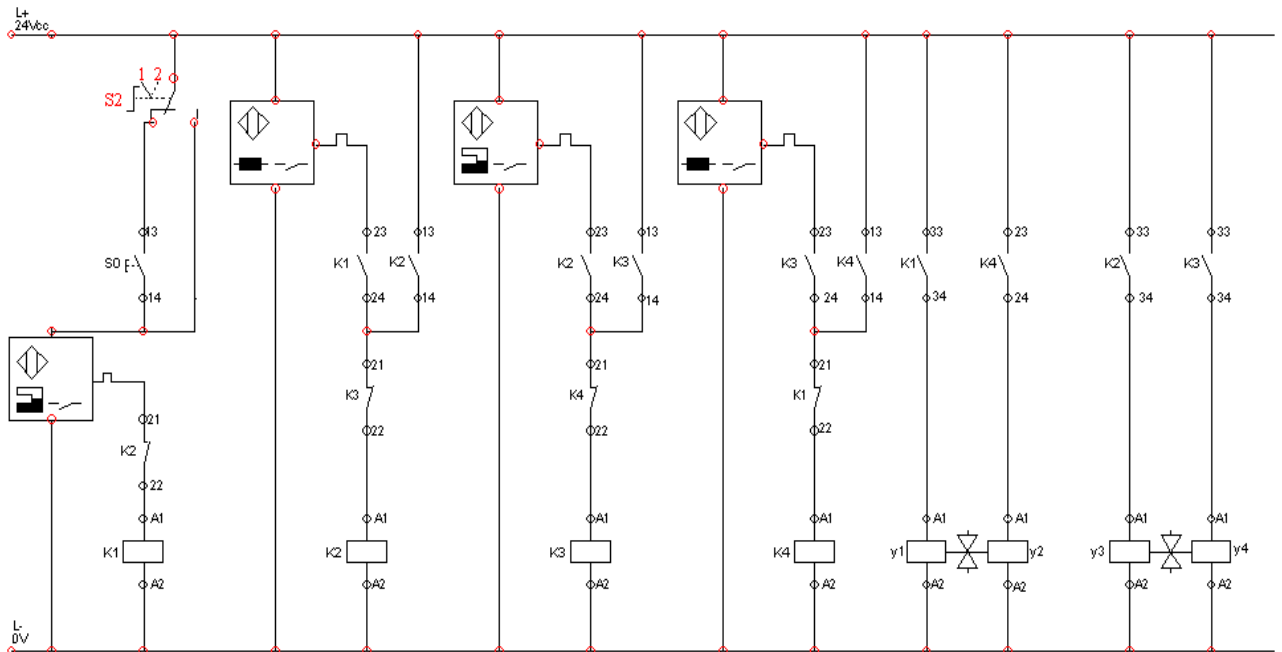 L+
24Vcc
1 2
S2
13 23 13 23 13 23 13 33 23 33 33
S0 K1 K2 K2 K3 K3 K4 K1 K4 K2 K3
14 24 14 24 14 24 14 34 24 34 34
21 21 21
K3 K4 K1
21
22 22 22
K2
22
A1 A1 A1 A1 A1 A1 A1 A1
K1 K2 K3 K4 y1 y2 y3 y4
A2 A2 A2 A2 A2 A2 A2 A2
L-
0V